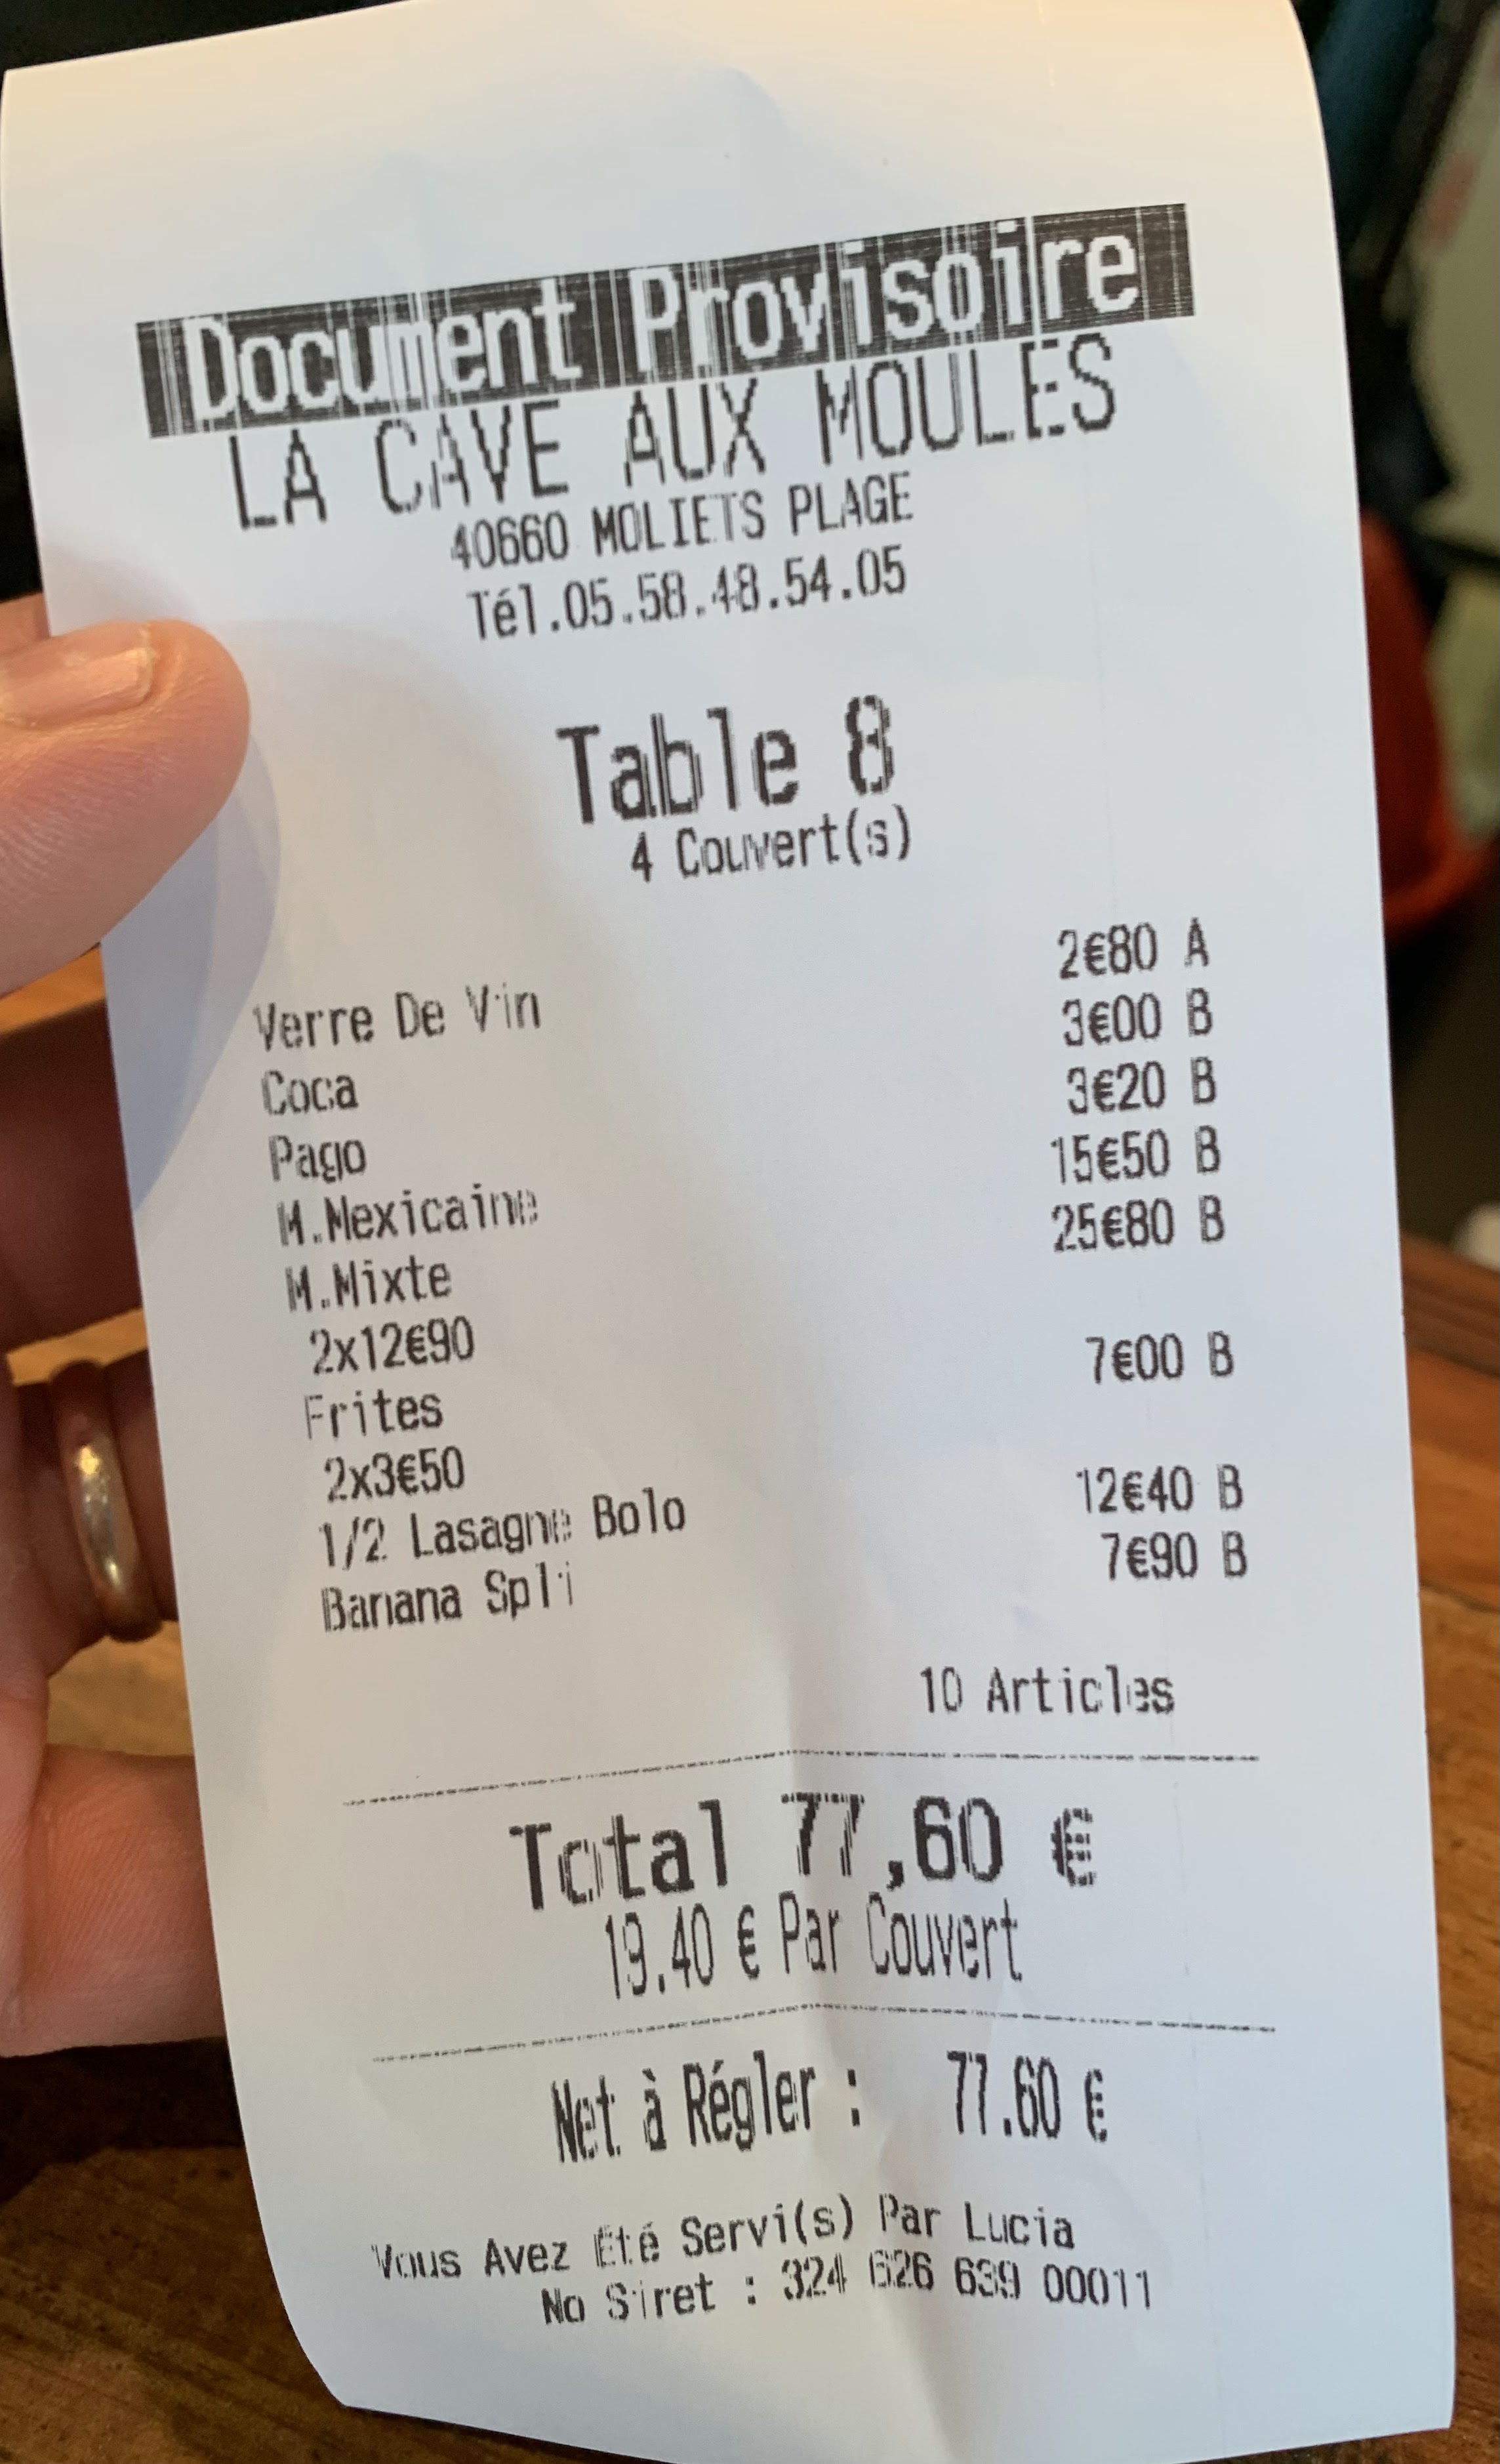 Document Provisoire
LA CAVE AUX MOULES
40660 MOLIETS PLAGE
Tél.05.58.48.54.05
Table 8
4 Couvert(s)
Verre De Vin 2€80 A
Coca 3€00 B
Pago 3€20 B
M.Mexicaine 15€50 B
M.Mixte 25€80 B
2x12€90
Frites 7€00 B
2x3€50
1/2 Lasagne Bolo 12€40 B
Banana Spli 7€90 B
10 Articles
Total 77,60 €
19.40 € Par Couvert
Net à Régler : 77.60 €
Vous Avez Eté Servi(s) Par Lucia
No Siret : 324 626 639 00011